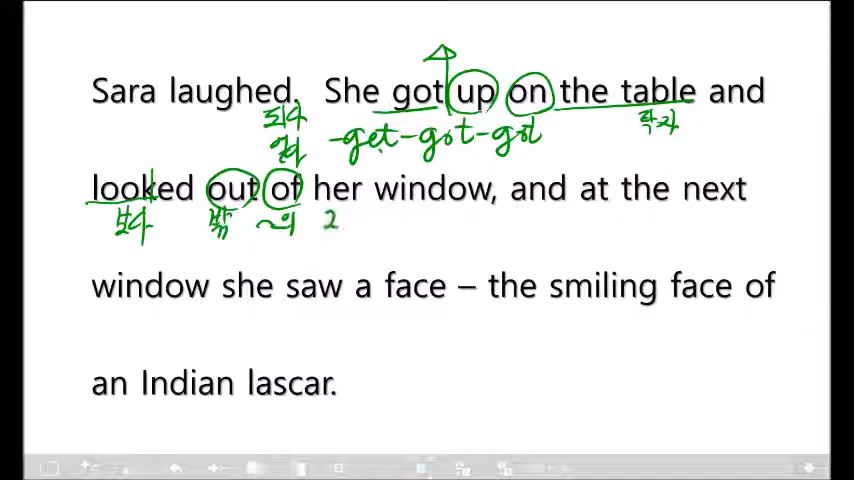 Sara laughed. She got up on the table and
되다 탁자
얻다 -get-got-got
looked out of her window, and at the next
보다 밖 ~의 2
window she saw a face – the smiling face of
an Indian lascar.